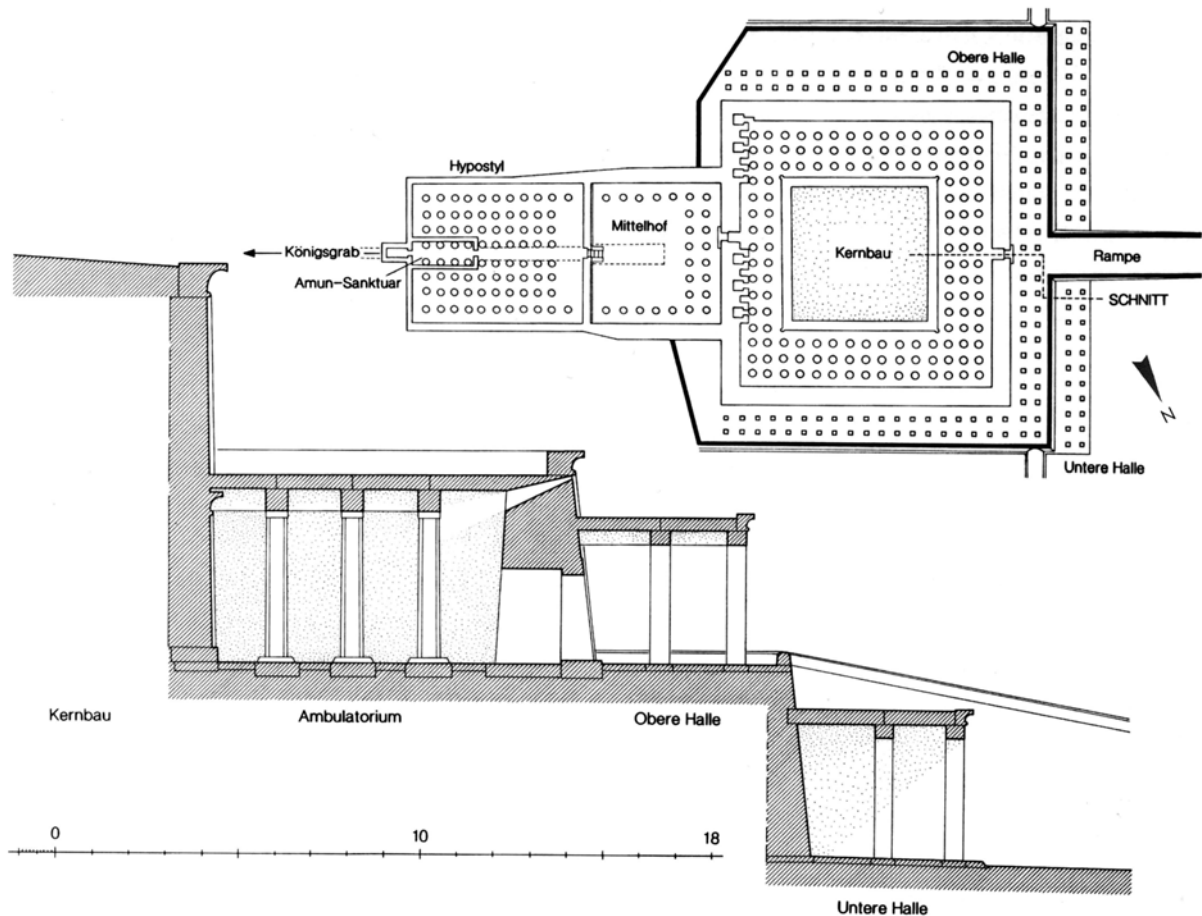 Obere Halle
Hypostyl
Mittelhof
Königsgrab
Kernbau
Rampe
Amun-Sanktuar
SCHNITT
N
Untere Halle
Kernbau
Ambulatorium
Obere Halle
0 10 18
Untere Halle